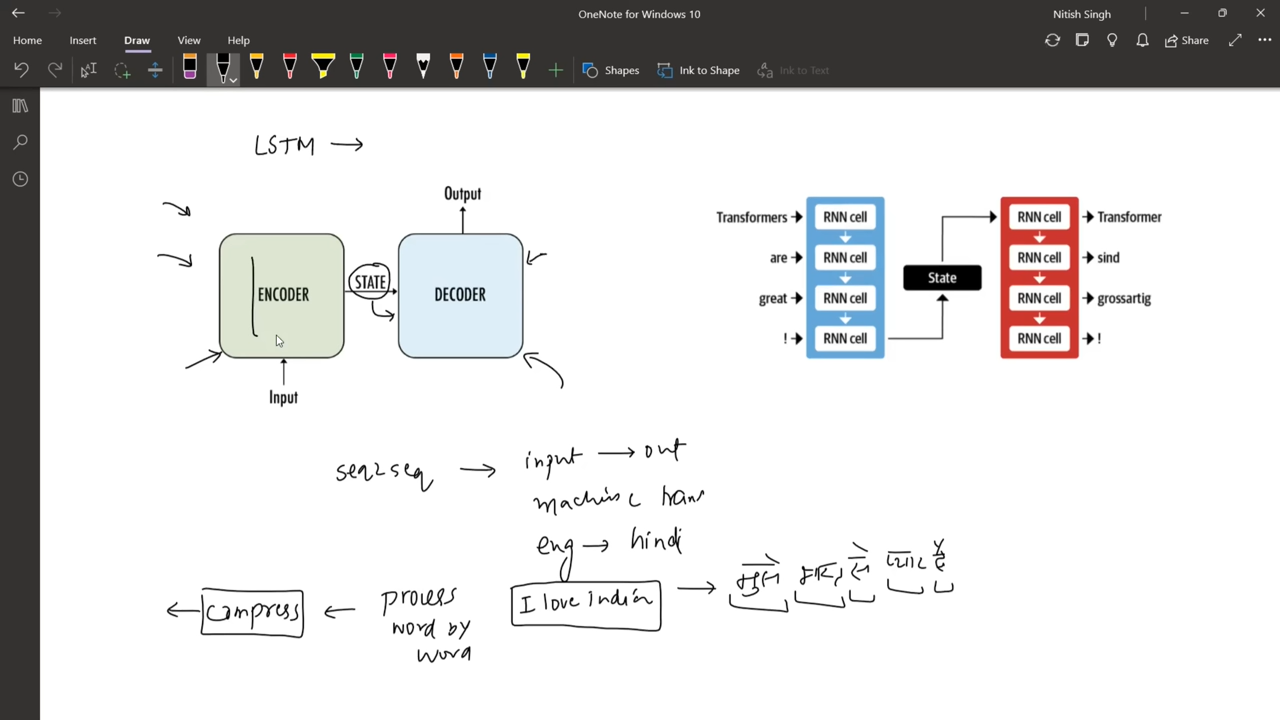 OneNote for Windows 10
Nitish Singh
Home Insert Draw View Help
Share
Shapes Ink to Shape Ink to Text
LSTM →
Output
ENCODER
STATE
DECODER
Input
Transformers RNN cell RNN cell Transformer
are RNN cell RNN cell sind
great RNN cell State RNN cell grossartig
! RNN cell RNN cell !
seq2seq → input → out
machine trans
eng → hindi
I love india →
compress ← process
word by
word